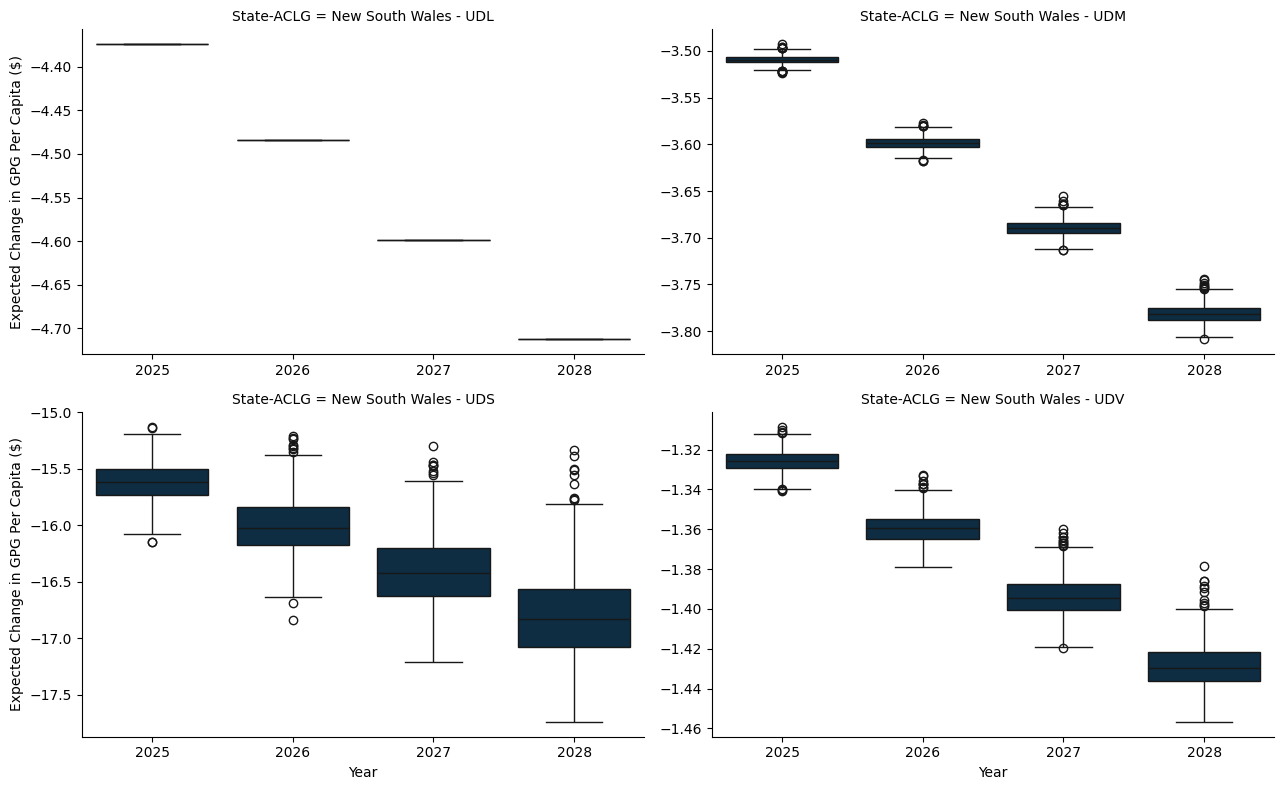 State-ACLG = New South Wales - UDL
Expected Change in GPG Per Capita ($)
−4.40
−4.45
−4.50
−4.55
−4.60
−4.65
−4.70
2025 2026 2027 2028
State-ACLG = New South Wales - UDM
−3.50
−3.55
−3.60
−3.65
−3.70
−3.75
−3.80
2025 2026 2027 2028
State-ACLG = New South Wales - UDS
Expected Change in GPG Per Capita ($)
−15.0
−15.5
−16.0
−16.5
−17.0
−17.5
2025 2026 2027 2028
Year
State-ACLG = New South Wales - UDV
−1.32
−1.34
−1.36
−1.38
−1.40
−1.42
−1.44
−1.46
2025 2026 2027 2028
Year